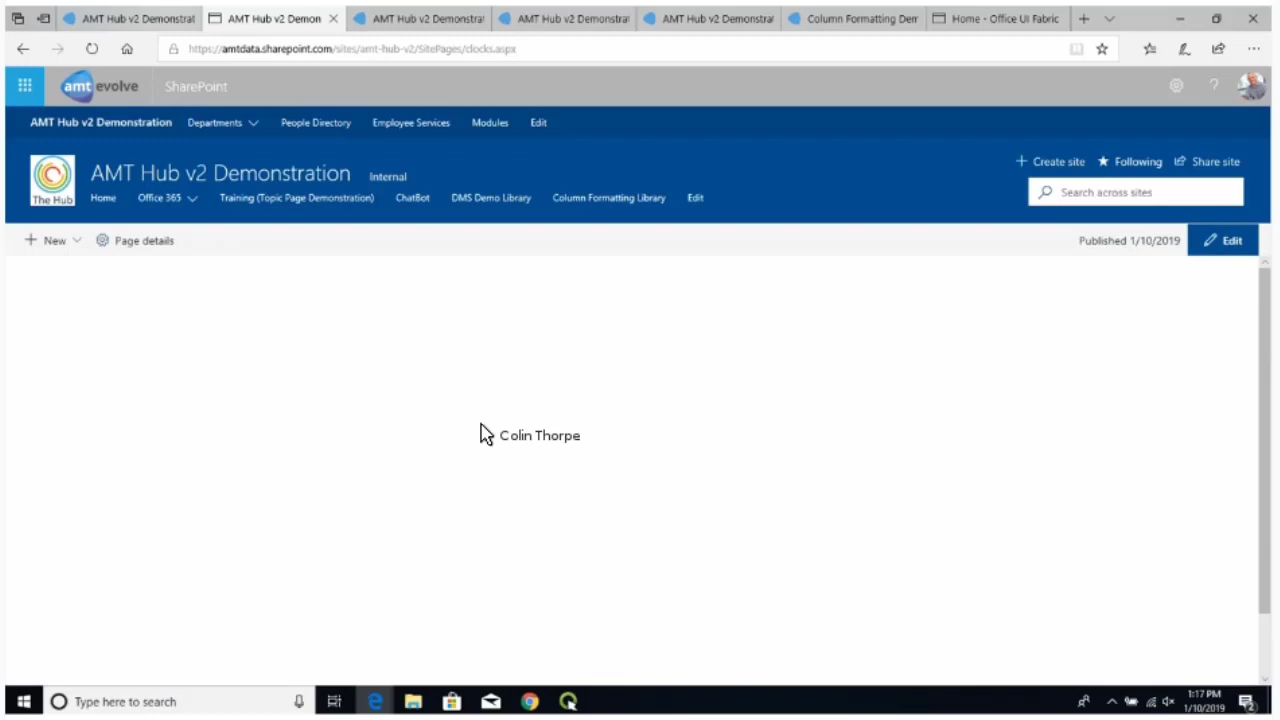 AMT Hub v2 Demonstrat
AMT Hub v2 Demon
AMT Hub v2 Demonstrat
AMT Hub v2 Demonstrat
AMT Hub v2 Demonstrat
Column Formatting Dem
Home - Office UI Fabric
https://amtdata.sharepoint.com/sites/amt-hub-v2/SitePages/clocks.aspx
amt evolve SharePoint ?
AMT Hub v2 Demonstration Departments People Directory Employee Services Modules Edit
AMT Hub v2 Demonstration Internal
Create site Following Share site
The Hub
Home Office 365 Training (Topic Page Demonstration) ChatBot DMS Demo Library Column Formatting Library Edit
Search across sites
New Page details Published 1/10/2019 Edit
Colin Thorpe
Type here to search
1:17 PM
1/10/2019
2